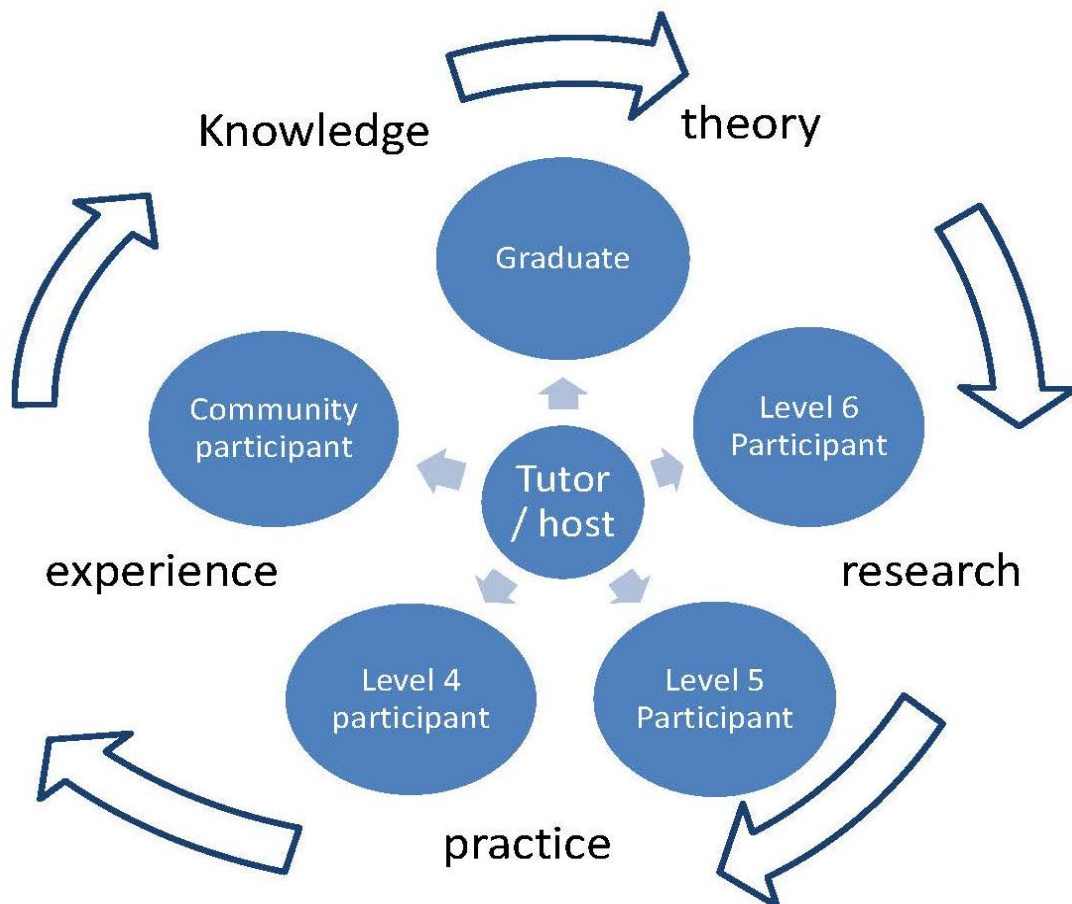 Knowledge
theory
Graduate
Community
participant
Level 6
Participant
Tutor
/ host
experience
research
Level 4
participant
Level 5
Participant
practice